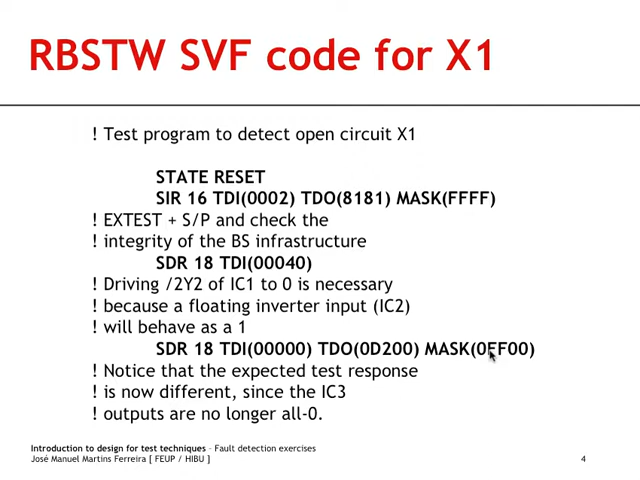 RBSTW SVF code for X1
! Test program to detect open circuit X1
STATE RESET
SIR 16 TDI(0002) TDO(8181) MASK(FFFF)
! EXTEST + S/P and check the
! integrity of the BS infrastructure
SDR 18 TDI(00040)
! Driving /2Y2 of IC1 to 0 is necessary
! because a floating inverter input (IC2)
! will behave as a 1
SDR 18 TDI(00000) TDO(0D200) MASK(0FF00)
! Notice that the expected test response
! is now different, since the IC3
! outputs are no longer all-0.
Introduction to design for test techniques – Fault detection exercises
José Manuel Martins Ferreira [ FEUP / HIBU ]
4